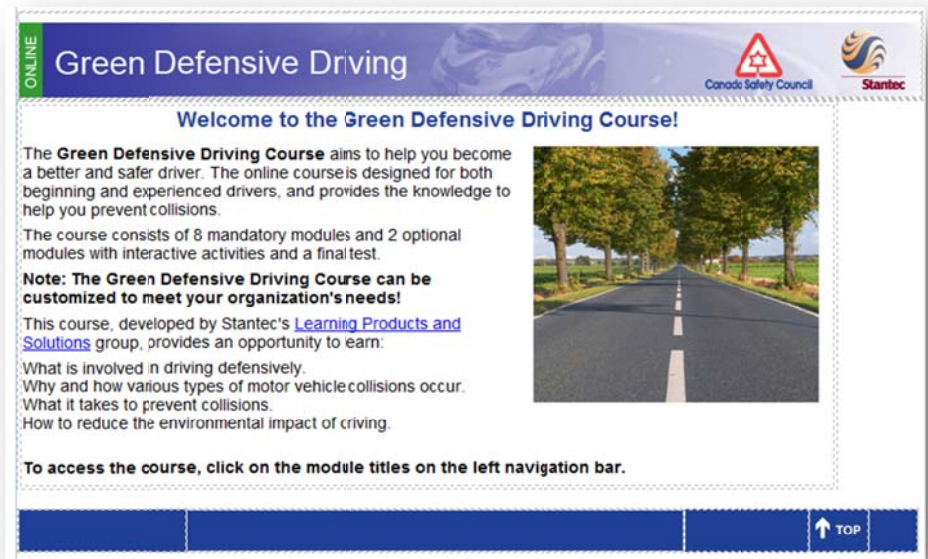 ONLINE
Green Defensive Driving
Canada Safety Council
Stantec
Welcome to the Green Defensive Driving Course!
The Green Defensive Driving Course aims to help you become
a better and safer driver. The online course is designed for both
beginning and experienced drivers, and provides the knowledge to
help you prevent collisions.
The course consists of 8 mandatory modules and 2 optional
modules with interactive activities and a final test.
Note: The Green Defensive Driving Course can be
customized to meet your organization's needs!
This course, developed by Stantec's Learning Products and
Solutions group, provides an opportunity to earn:
What is involved in driving defensively.
Why and how various types of motor vehicle collisions occur.
What it takes to prevent collisions.
How to reduce the environmental impact of criving.
To access the course, click on the module titles on the left navigation bar.
TOP